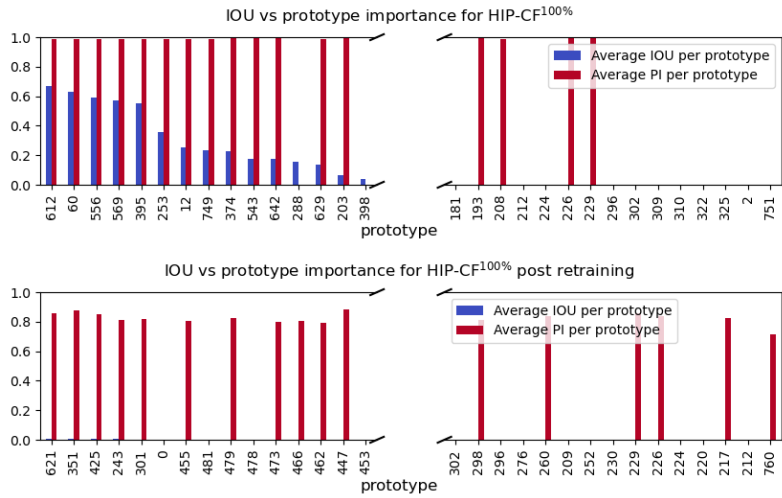 IOU vs prototype importance for HIP-CF100%
1.0
0.8
0.6
0.4
0.2
0.0
Average IOU per prototype
Average PI per prototype
612 60 556 569 395 253 12 749 374 543 642 288 629 203 398 181 193 208 212 224 226 229 296 302 309 310 322 325 2 751
prototype
IOU vs prototype importance for HIP-CF100% post retraining
1.0
0.8
0.6
0.4
0.2
0.0
Average IOU per prototype
Average PI per prototype
621 351 425 243 301 0 455 481 479 478 473 466 462 447 453 302 298 296 276 260 209 252 230 229 226 224 220 217 212 760
prototype